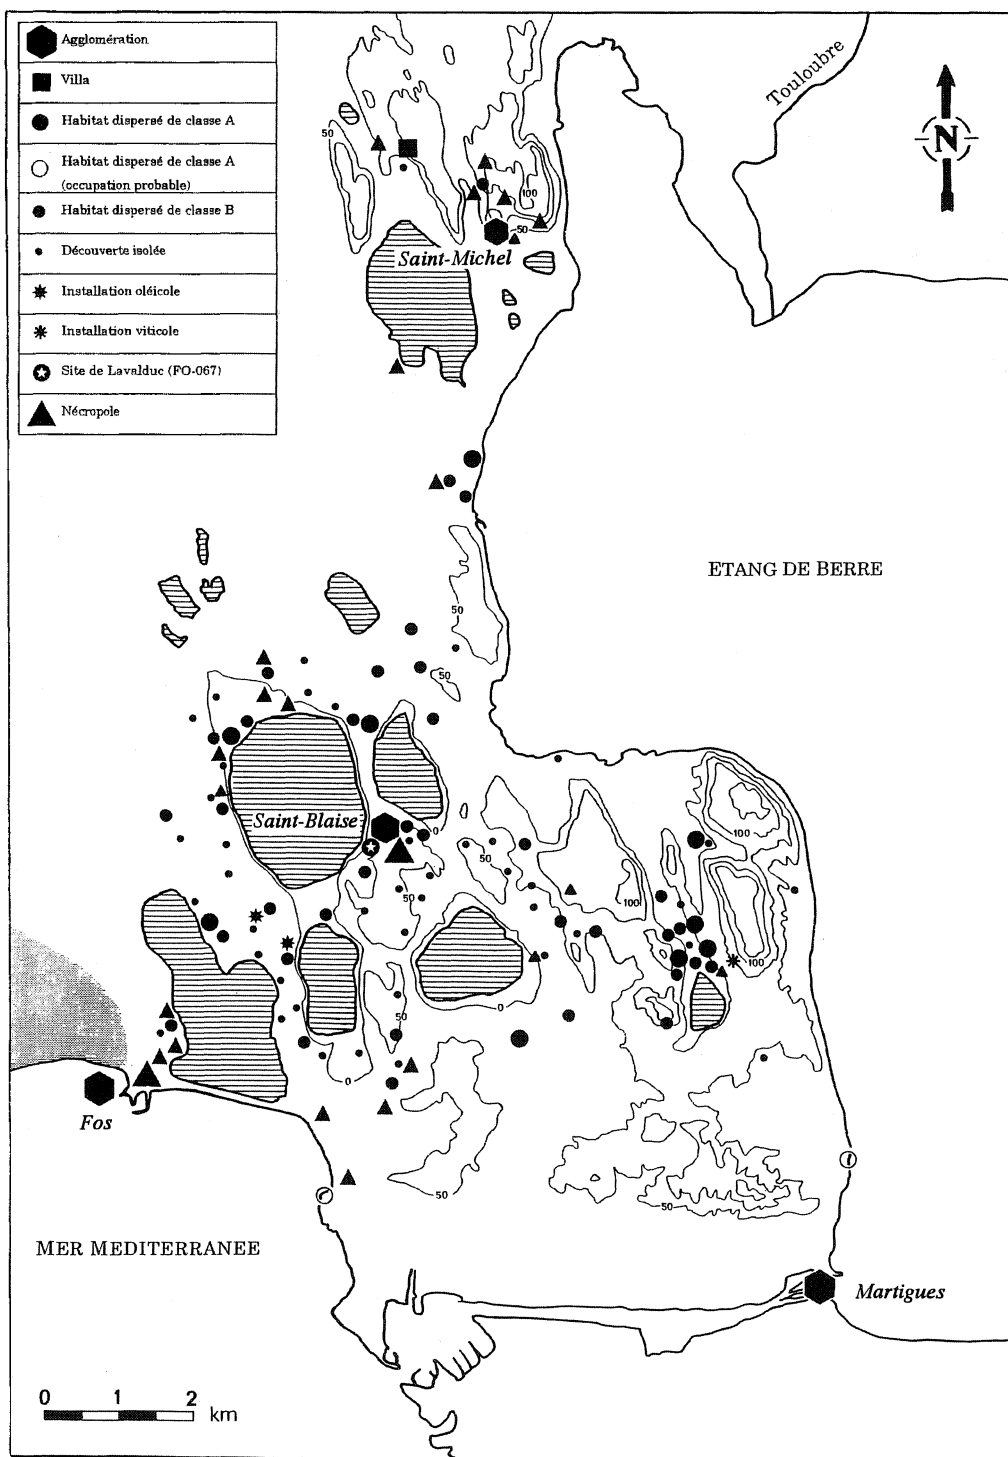 Agglomération
Villa
Habitat dispersé de classe A
Habitat dispersé de classe A
(occupation probable)
Habitat dispersé de classe B
Découverte isolée
Installation oléicole
Installation viticole
Site de Lavalduc (FO-067)
Nécropole
Touloubre
N
50
100
50
Saint-Michel
ETANG DE BERRE
50
50
Saint-Blaise
0
50
50
100
100
100
50
0
0
50
Fos
50
50
MER MEDITERRANEE
Martigues
0 1 2
km